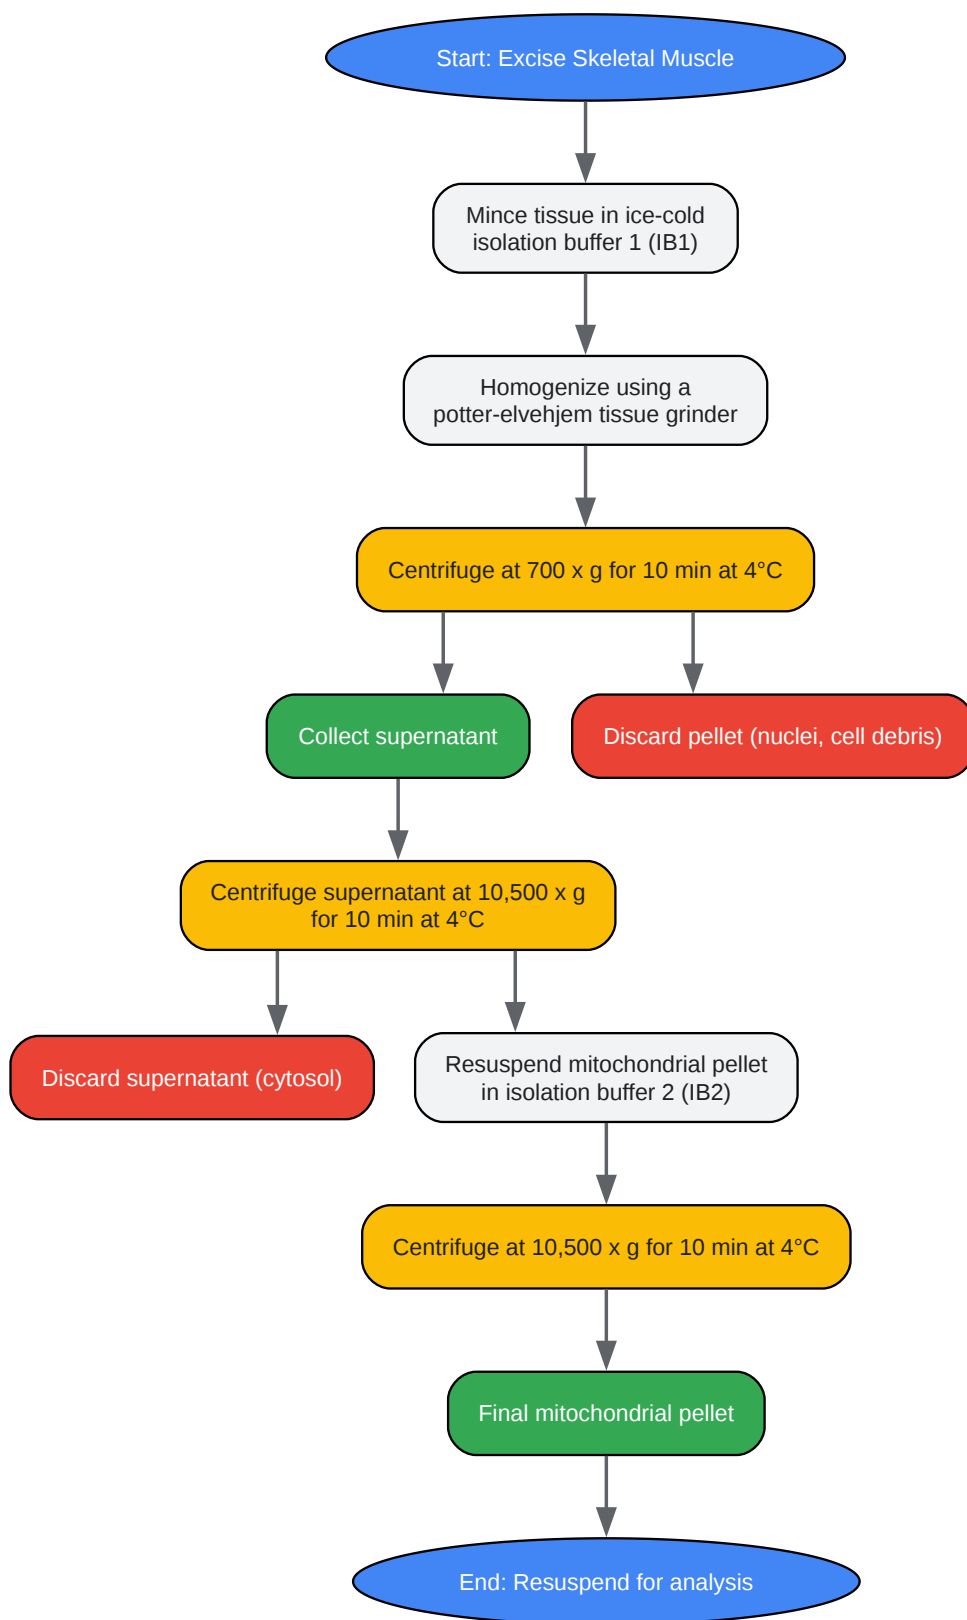 Start: Excise Skeletal Muscle
Mince tissue in ice-cold
isolation buffer 1 (IB1)
Homogenize using a
potter-elvehjem tissue grinder
Centrifuge at 700 x g for 10 min at 4°C
Collect supernatant
Discard pellet (nuclei, cell debris)
Centrifuge supernatant at 10,500 x g
for 10 min at 4°C
Discard supernatant (cytosol)
Resuspend mitochondrial pellet
in isolation buffer 2 (IB2)
Centrifuge at 10,500 x g for 10 min at 4°C
Final mitochondrial pellet
End: Resuspend for analysis